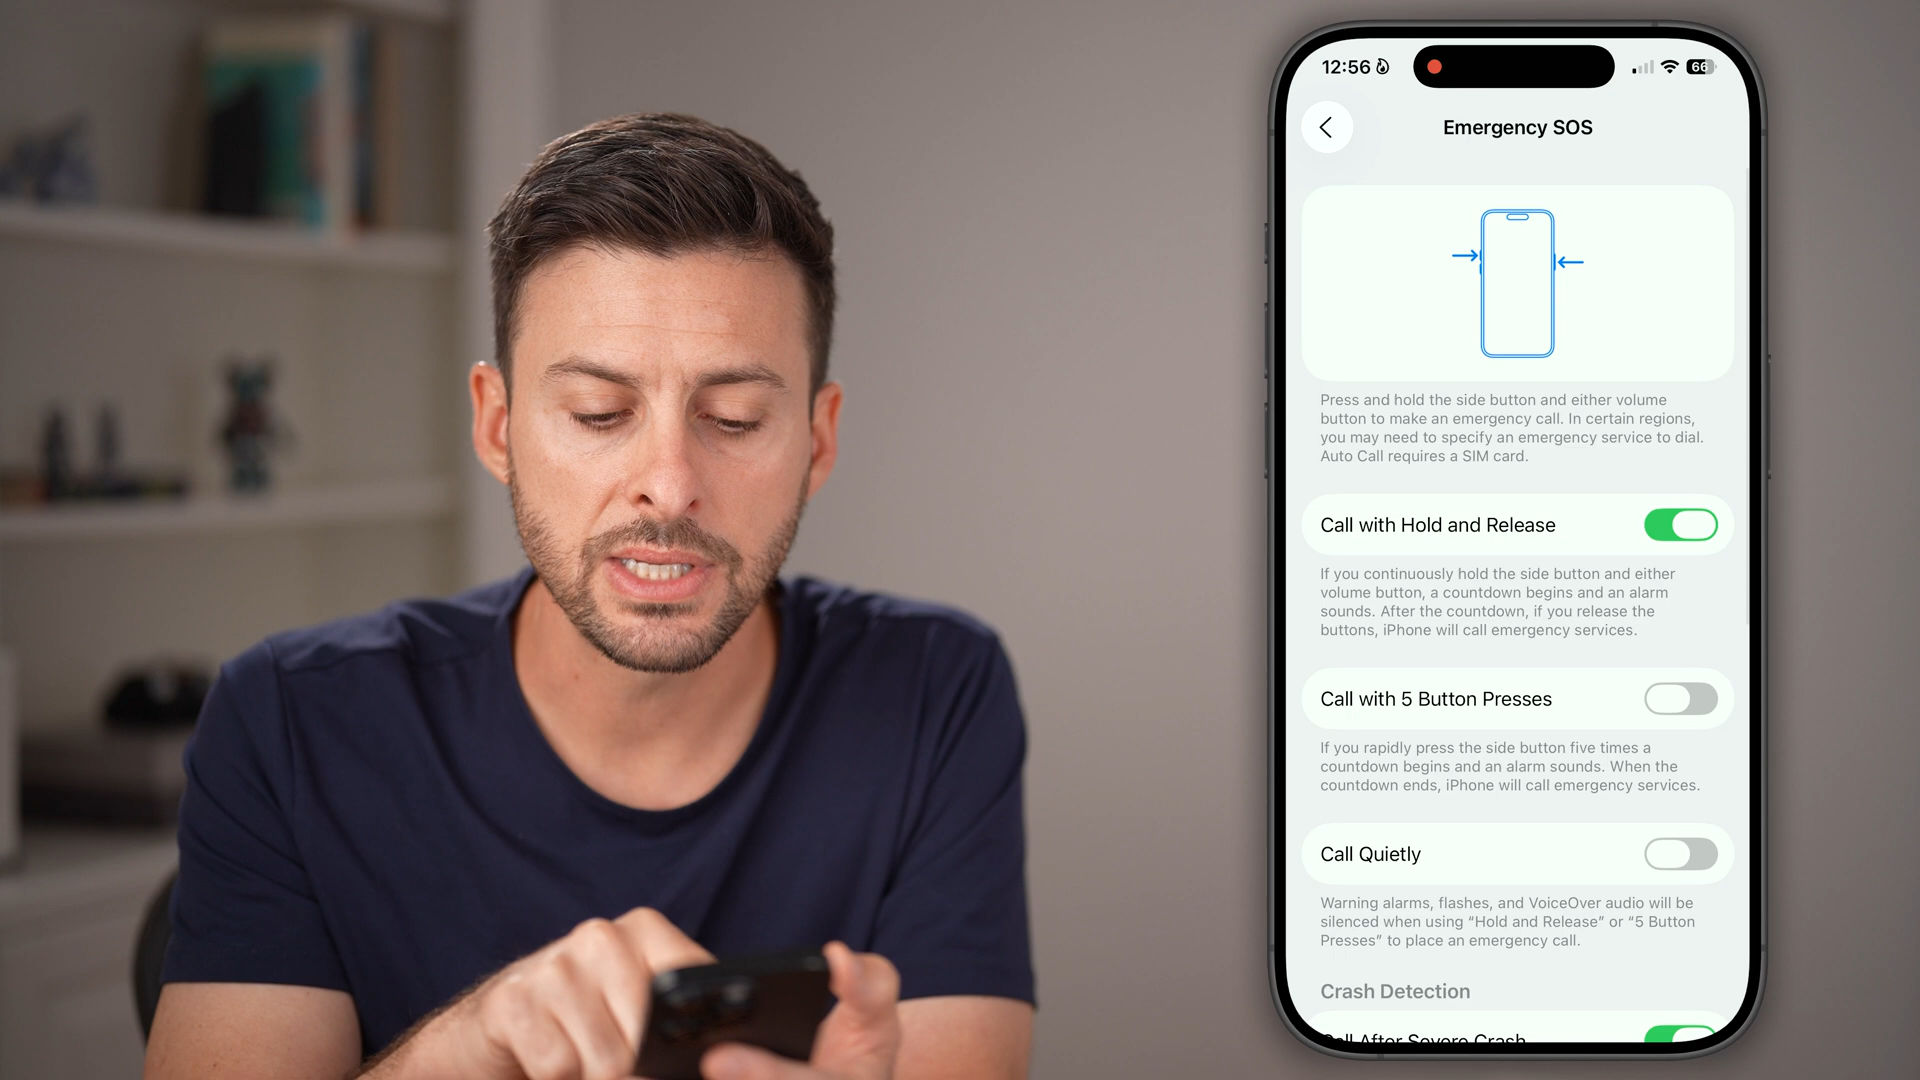 12:56
66
Emergency SOS
Press and hold the side button and either volume
button to make an emergency call. In certain regions,
you may need to specify an emergency service to dial.
Auto Call requires a SIM card.
Call with Hold and Release
If you continuously hold the side button and either
volume button, a countdown begins and an alarm
sounds. After the countdown, if you release the
buttons, iPhone will call emergency services.
Call with 5 Button Presses
If you rapidly press the side button five times a
countdown begins and an alarm sounds. When the
countdown ends, iPhone will call emergency services.
Call Quietly
Warning alarms, flashes, and VoiceOver audio will be
silenced when using “Hold and Release” or “5 Button
Presses” to place an emergency call.
Crash Detection
Call After Severe Crash